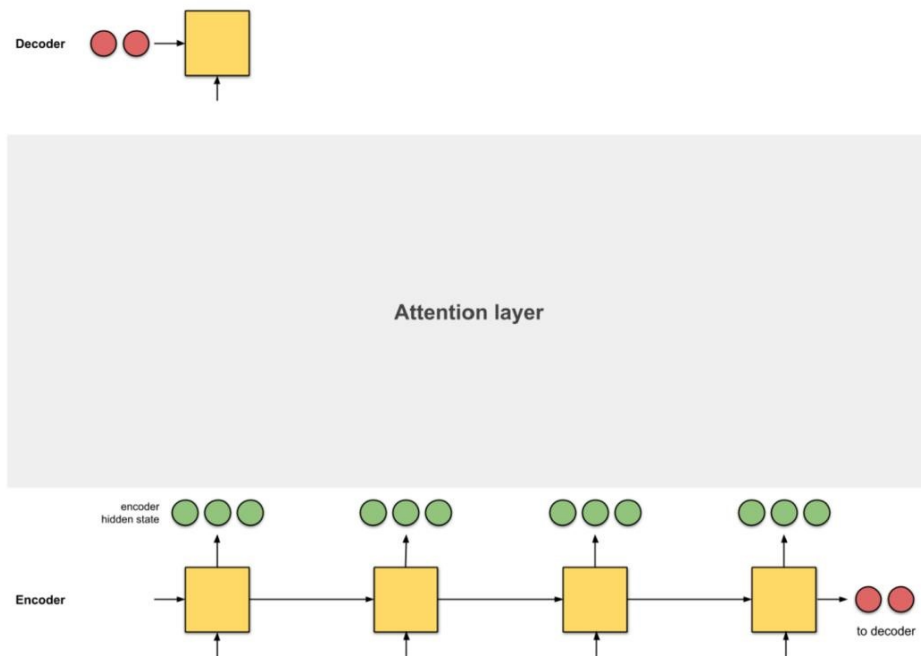 Decoder
Attention layer
encoder
hidden state
Encoder
to decoder